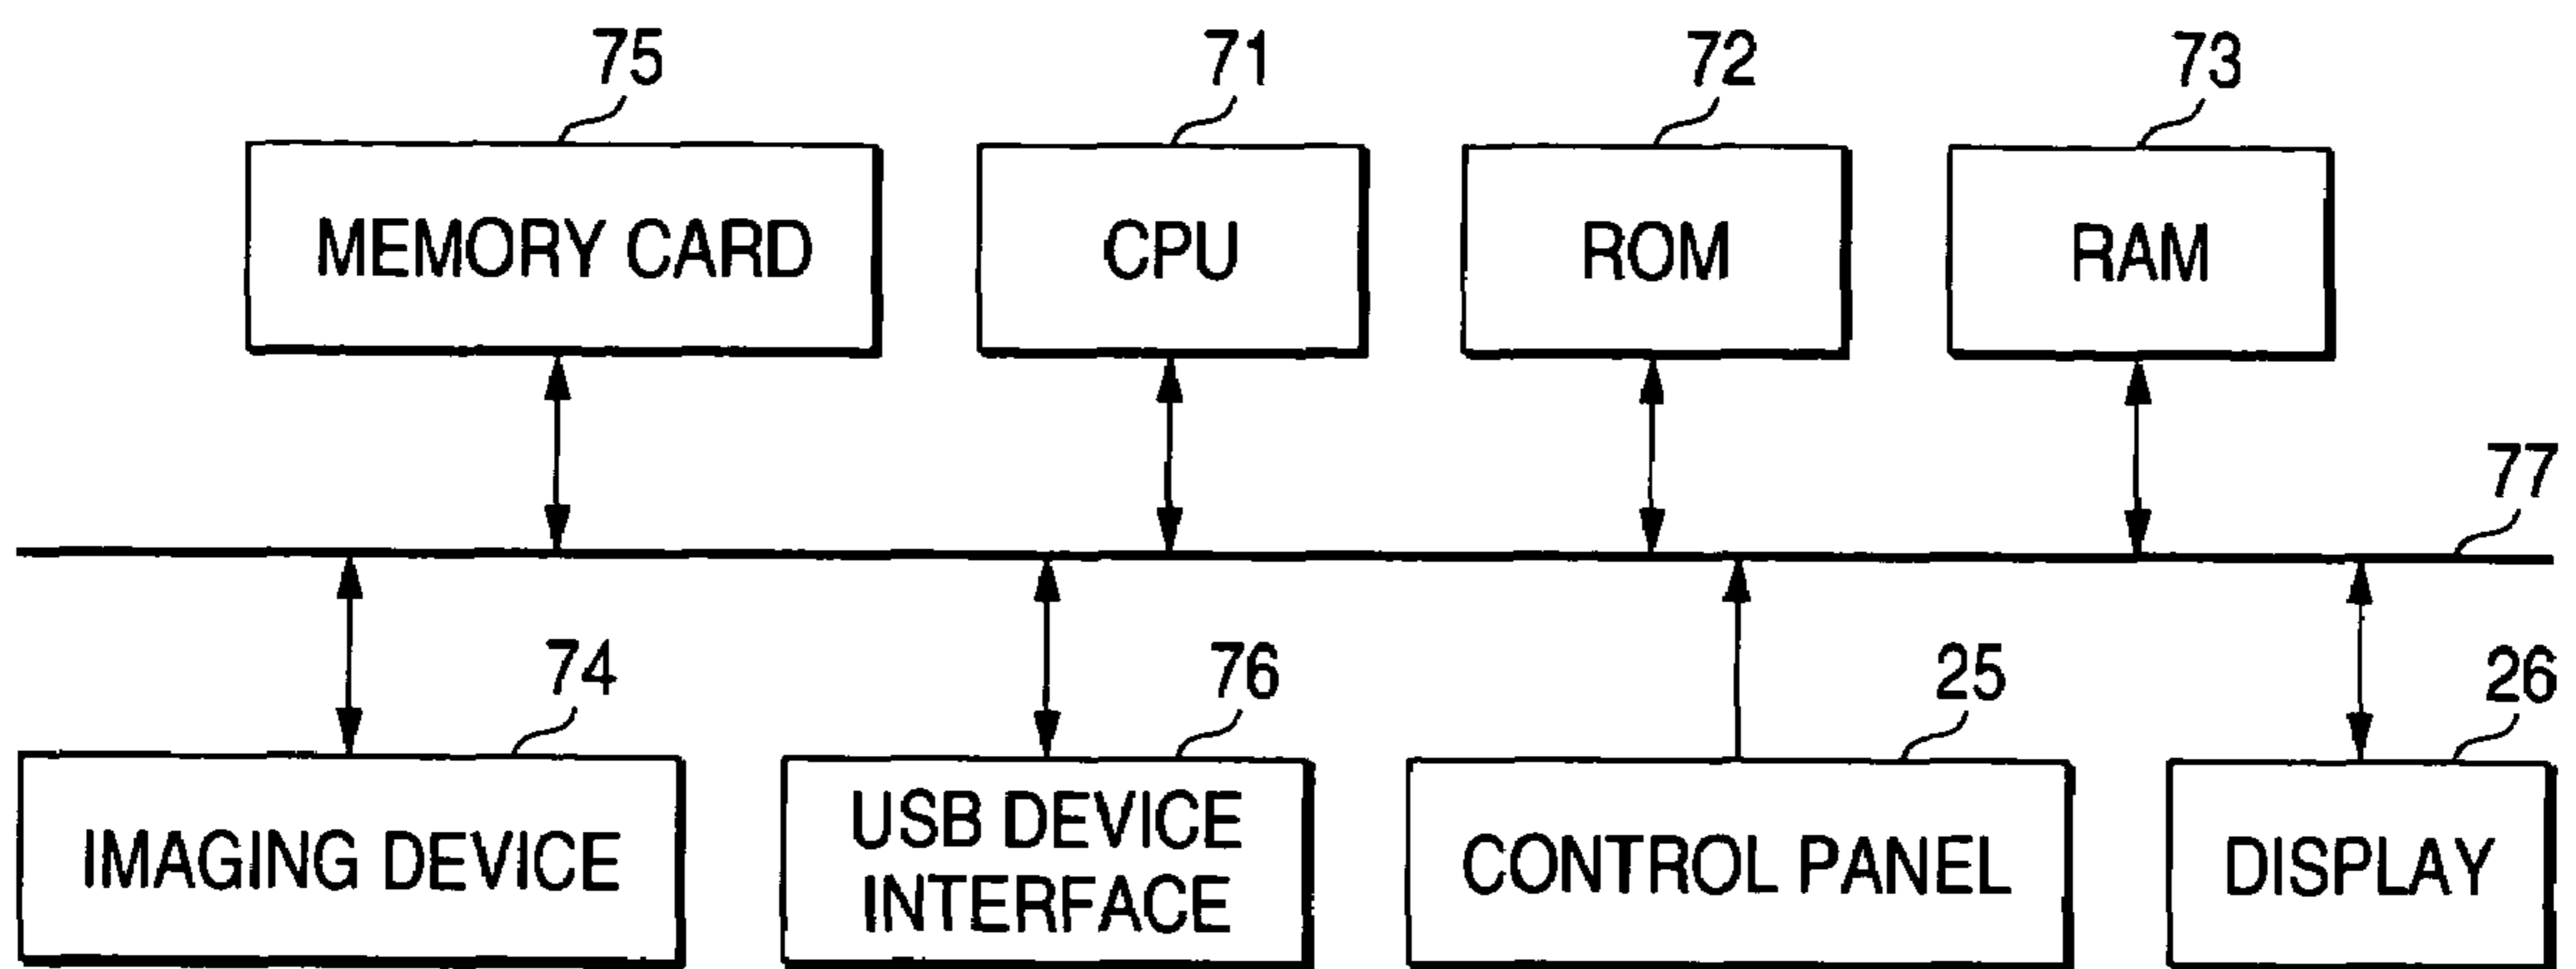 75
71
72
73
MEMORY CARD
CPU
ROM
RAM
77
74
76
25
26
IMAGING DEVICE
USB DEVICE
INTERFACE
CONTROL PANEL
DISPLAY